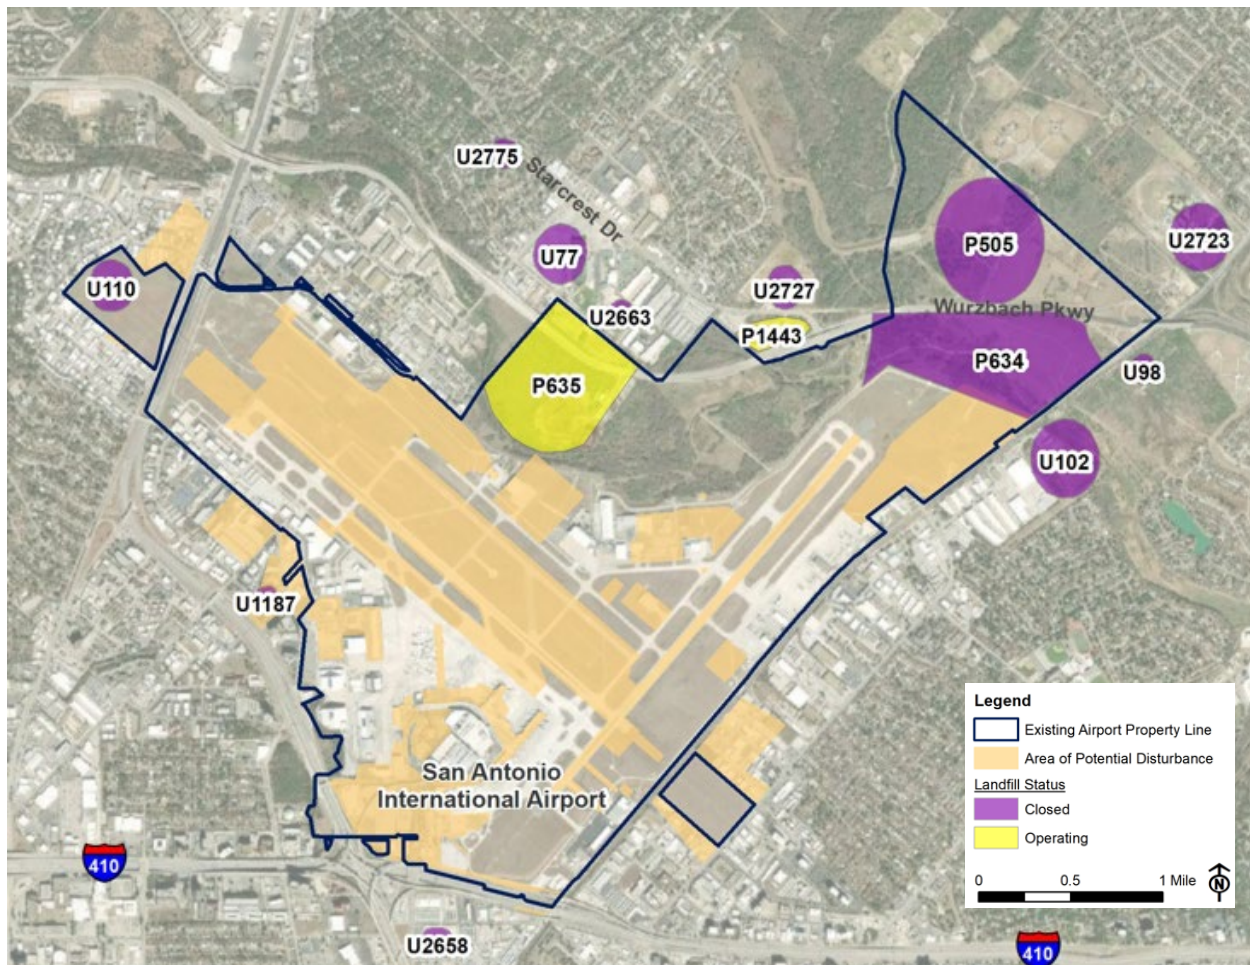 U2775
Starcrest Dr
U77
P505
U2723
U110
U2727
U2663
Wurzbach Pkwy
P1443
P634
P635
U98
U102
U1187
San Antonio
International Airport
410
U2658
410
Legend
Existing Airport Property Line
Area of Potential Disturbance
Landfill Status
Closed
Operating
0 0.5 1 Mile
N